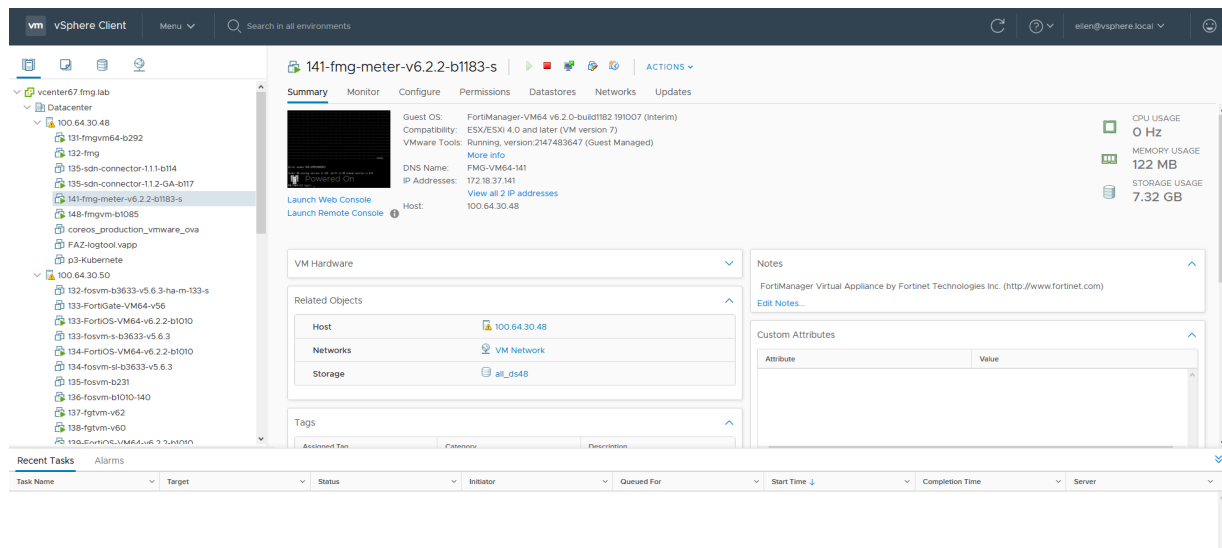 vm vSphere Client Menu Search in all environments ellen@vsphere.local
vcenter67.fmg.lab
Datacenter
100.64.30.48
131-fmgvm64-b292
132-fmg
135-sdn-connector-1.1.1-b114
135-sdn-connector-1.1.2-GA-b117
141-fmg-meter-v6.2.2-b1183-s
148-fmgvm-b1085
coreos_production_vmware_ova
FAZ-logtool.vapp
p3-Kubernete
100.64.30.50
132-fosvm-b3633-v5.6.3-ha-m-133-s
133-FortiGate-VM64-v56
133-FortiOS-VM64-v6.2.2-b1010
133-fosvm-s-b3633-v5.6.3
134-FortiOS-VM64-v6.2.2-b1010
134-fosvm-sl-b3633-v5.6.3
135-fosvm-b231
136-fosvm-b1010-140
137-fgtvm-v62
138-fgtvm-v60
139-FortiOS-VM64-v6.2.2-b1010
141-fmg-meter-v6.2.2-b1183-s ACTIONS
Summary Monitor Configure Permissions Datastores Networks Updates
Powered On
Launch Web Console
Launch Remote Console
Guest OS: FortiManager-VM64 v6.2.0-build1182 191007 (Interim)
Compatibility: ESX/ESXi 4.0 and later (VM version 7)
VMware Tools: Running, version:2147483647 (Guest Managed)
More info
DNS Name: FMG-VM64-141
IP Addresses: 172.18.37.141
View all 2 IP addresses
Host: 100.64.30.48
CPU USAGE
0 Hz
MEMORY USAGE
122 MB
STORAGE USAGE
7.32 GB
VM Hardware
Related Objects
Host 100.64.30.48
Networks VM Network
Storage all_ds48
Tags
Assigned Tag Category Description
Notes
FortiManager Virtual Appliance by Fortinet Technologies Inc. (http://www.fortinet.com)
Edit Notes...
Custom Attributes
Attribute Value
Recent Tasks Alarms
Task Name Target Status Initiator Queued For Start Time ↓ Completion Time Server